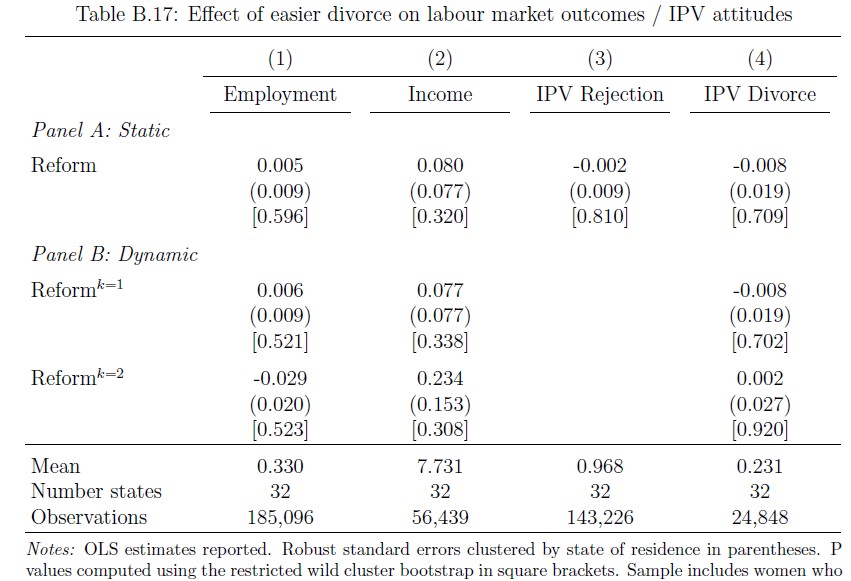 Table B.17: Effect of easier divorce on labour market outcomes / IPV attitudes
(1) (2) (3) (4)
Employment Income IPV Rejection IPV Divorce
Panel A: Static
Reform 0.005 0.080 -0.002 -0.008
(0.009) (0.077) (0.009) (0.019)
[0.596] [0.320] [0.810] [0.709]
Panel B: Dynamic
Reform^k=1 0.006 0.077 -0.008
(0.009) (0.077) (0.019)
[0.521] [0.338] [0.702]
Reform^k=2 -0.029 0.234 0.002
(0.020) (0.153) (0.027)
[0.523] [0.308] [0.920]
Mean 0.330 7.731 0.968 0.231
Number states 32 32 32 32
Observations 185,096 56,439 143,226 24,848
Notes: OLS estimates reported. Robust standard errors clustered by state of residence in parentheses. P
values computed using the restricted wild cluster bootstrap in square brackets. Sample includes women who